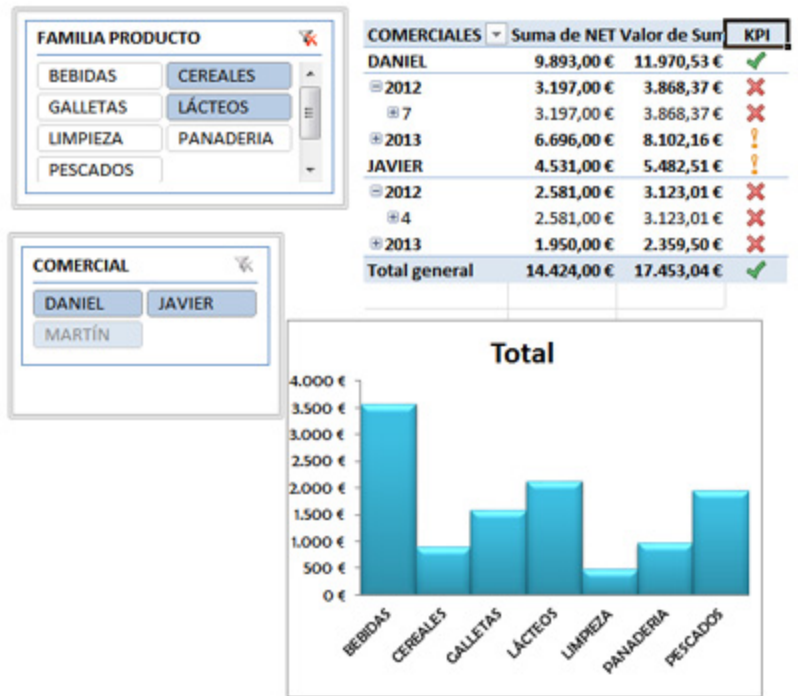 FAMILIA PRODUCTO
BEBIDAS CEREALES
GALLETAS LÁCTEOS
LIMPIEZA PANADERIA
PESCADOS
COMERCIAL
DANIEL JAVIER
MARTÍN
COMERCIALES Suma de NET Valor de Sum KPI
DANIEL 9.893,00 € 11.970,53 €
2012 3.197,00 € 3.868,37 €
7 3.197,00 € 3.868,37 €
2013 6.696,00 € 8.102,16 €
JAVIER 4.531,00 € 5.482,51 €
2012 2.581,00 € 3.123,01 €
4 2.581,00 € 3.123,01 €
2013 1.950,00 € 2.359,50 €
Total general 14.424,00 € 17.453,04 €
Total
4.000 €
3.500 €
3.000 €
2.500 €
2.000 €
1.500 €
1.000 €
500 €
0 €
BEBIDAS
CEREALES
GALLETAS
LÁCTEOS
LIMPIEZA
PANADERIA
PESCADOS